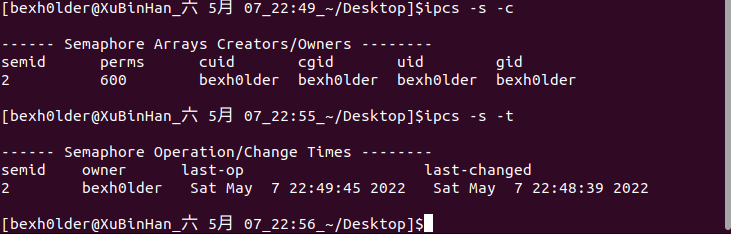 [bexh0lder@XuBinHan_六 5月 07_22:49_~/Desktop]$ipcs -s -c
------ Semaphore Arrays Creators/Owners --------
semid perms cuid cgid uid gid
2 600 bexh0lder bexh0lder bexh0lder bexh0lder
[bexh0lder@XuBinHan_六 5月 07_22:55_~/Desktop]$ipcs -s -t
------ Semaphore Operation/Change Times --------
semid owner last-op last-changed
2 bexh0lder Sat May 7 22:49:45 2022 Sat May 7 22:48:39 2022
[bexh0lder@XuBinHan_六 5月 07_22:56_~/Desktop]$